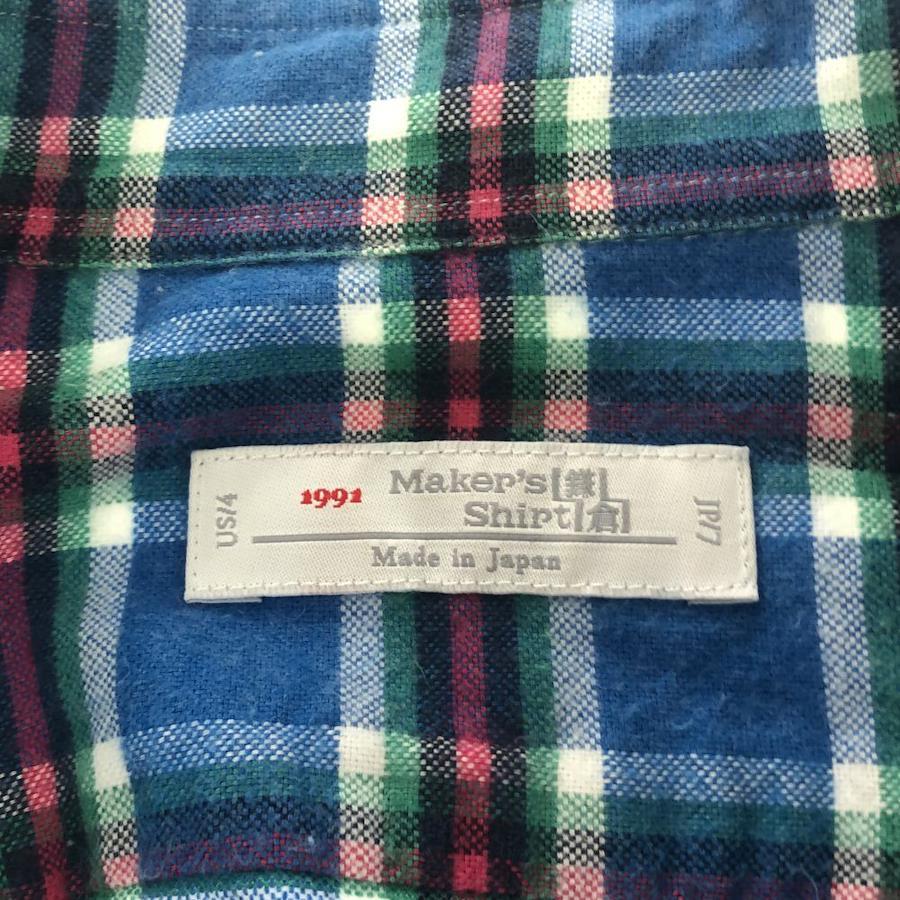 US/4
1991
Maker's[鎌]
Shirt[倉]
Made in Japan
JP/7